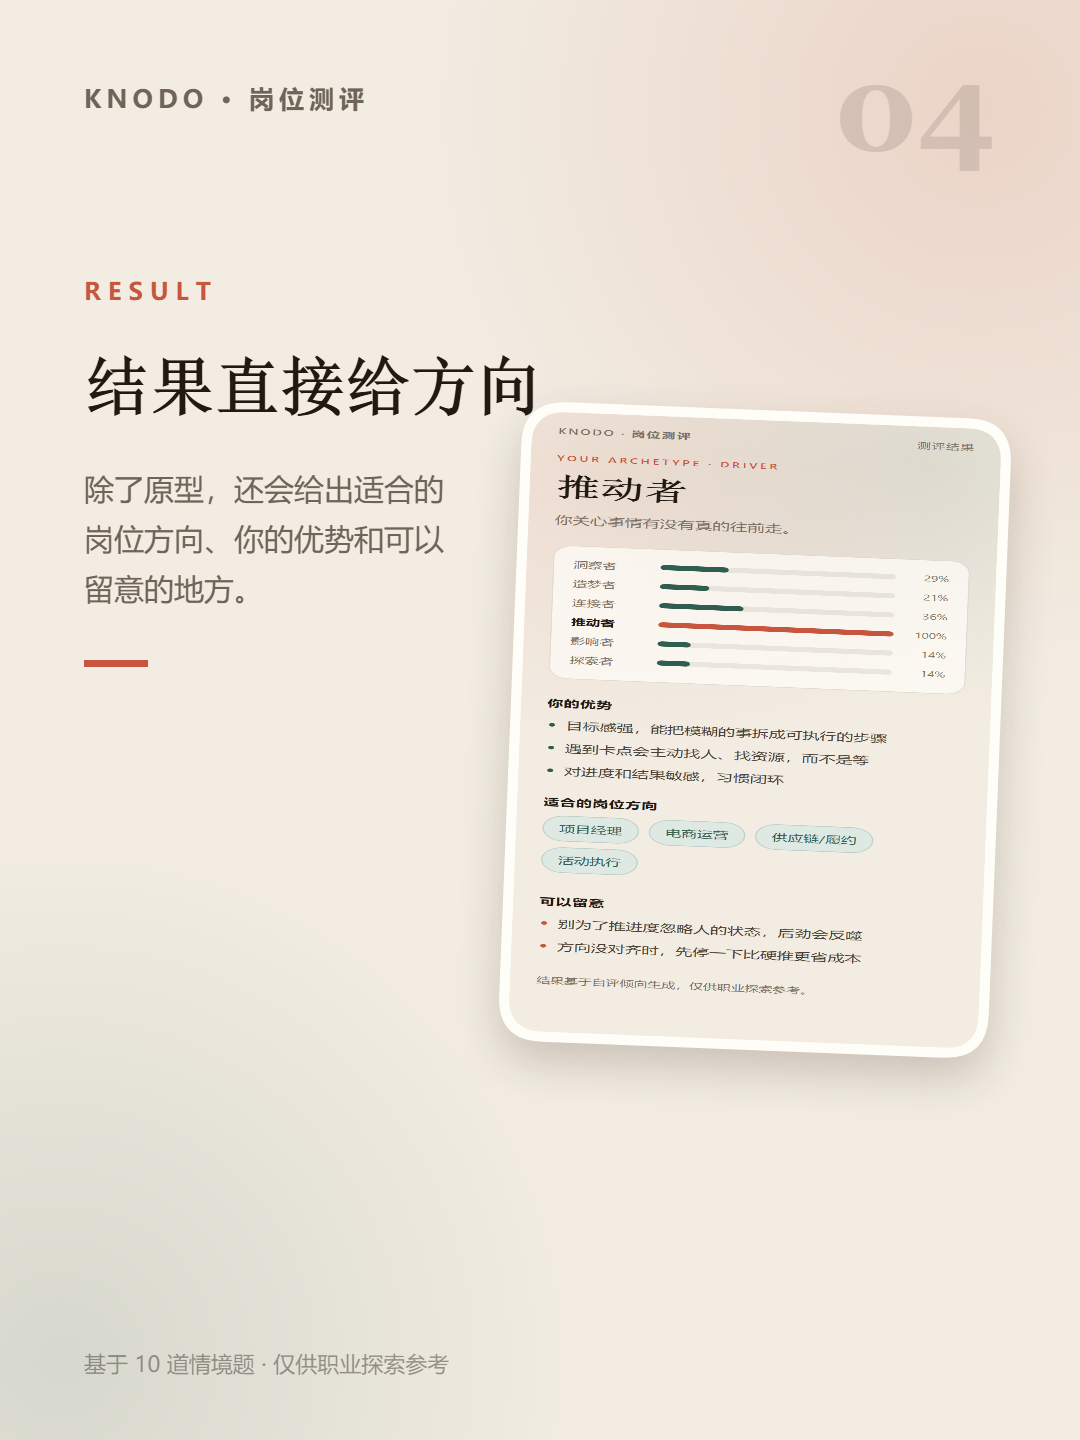 KNODO · 岗位测评
04
RESULT
结果直接给方向
除了原型，还会给出适合的
岗位方向、你的优势和可以
留意的地方。
KNODO · 岗位测评
测评结果
YOUR ARCHETYPE · DRIVER
推动者
你关心事情有没有真的往前走。
洞察者 29%
造梦者 21%
连接者 36%
推动者 100%
影响者 14%
探索者 14%
你的优势
• 目标感强，能把模糊的事拆成可执行的步骤
• 遇到卡点会主动找人、找资源，而不是等
• 对进度和结果敏感，习惯闭环
适合的岗位方向
项目经理 电商运营 供应链/履约
活动执行
可以留意
• 别为了推进度忽略人的状态，后劲会反噬
• 方向没对齐时，先停一下比硬推更省成本
结果基于自评倾向生成，仅供职业探索参考。
基于 10 道情境题 · 仅供职业探索参考